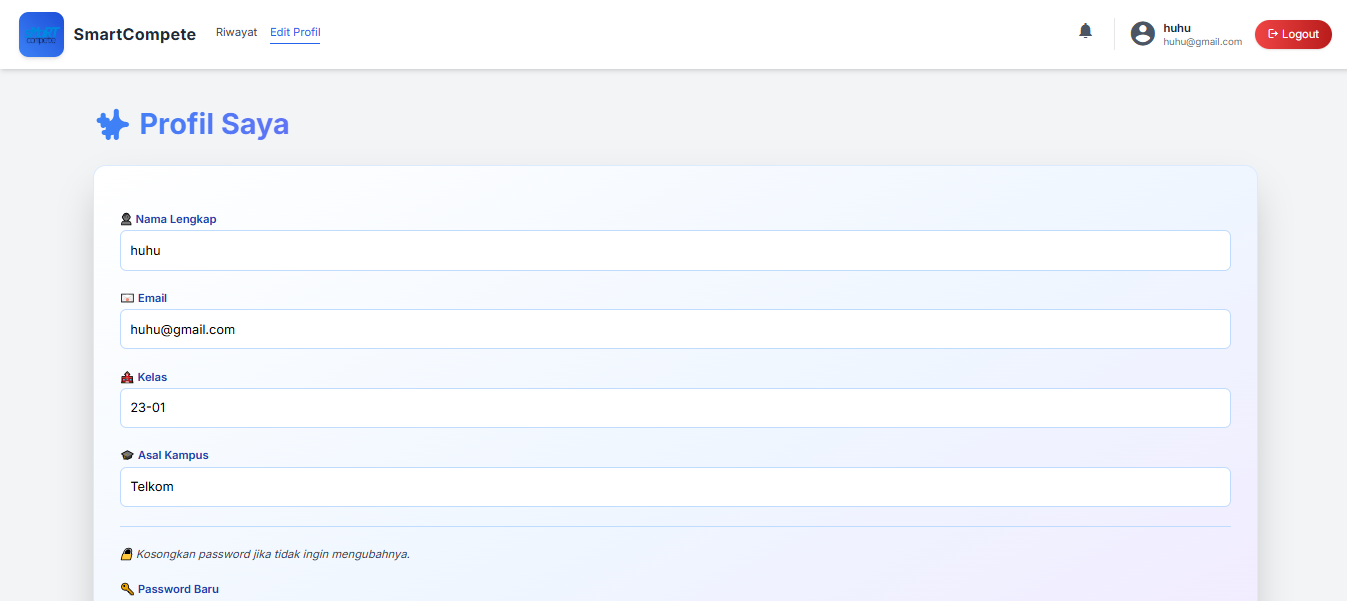 SmartCompete
Riwayat
Edit Profil
huhu
huhu@gmail.com
Logout
Profil Saya
Nama Lengkap
huhu
Email
huhu@gmail.com
Kelas
23-01
Asal Kampus
Telkom
Kosongkan password jika tidak ingin mengubahnya.
Password Baru